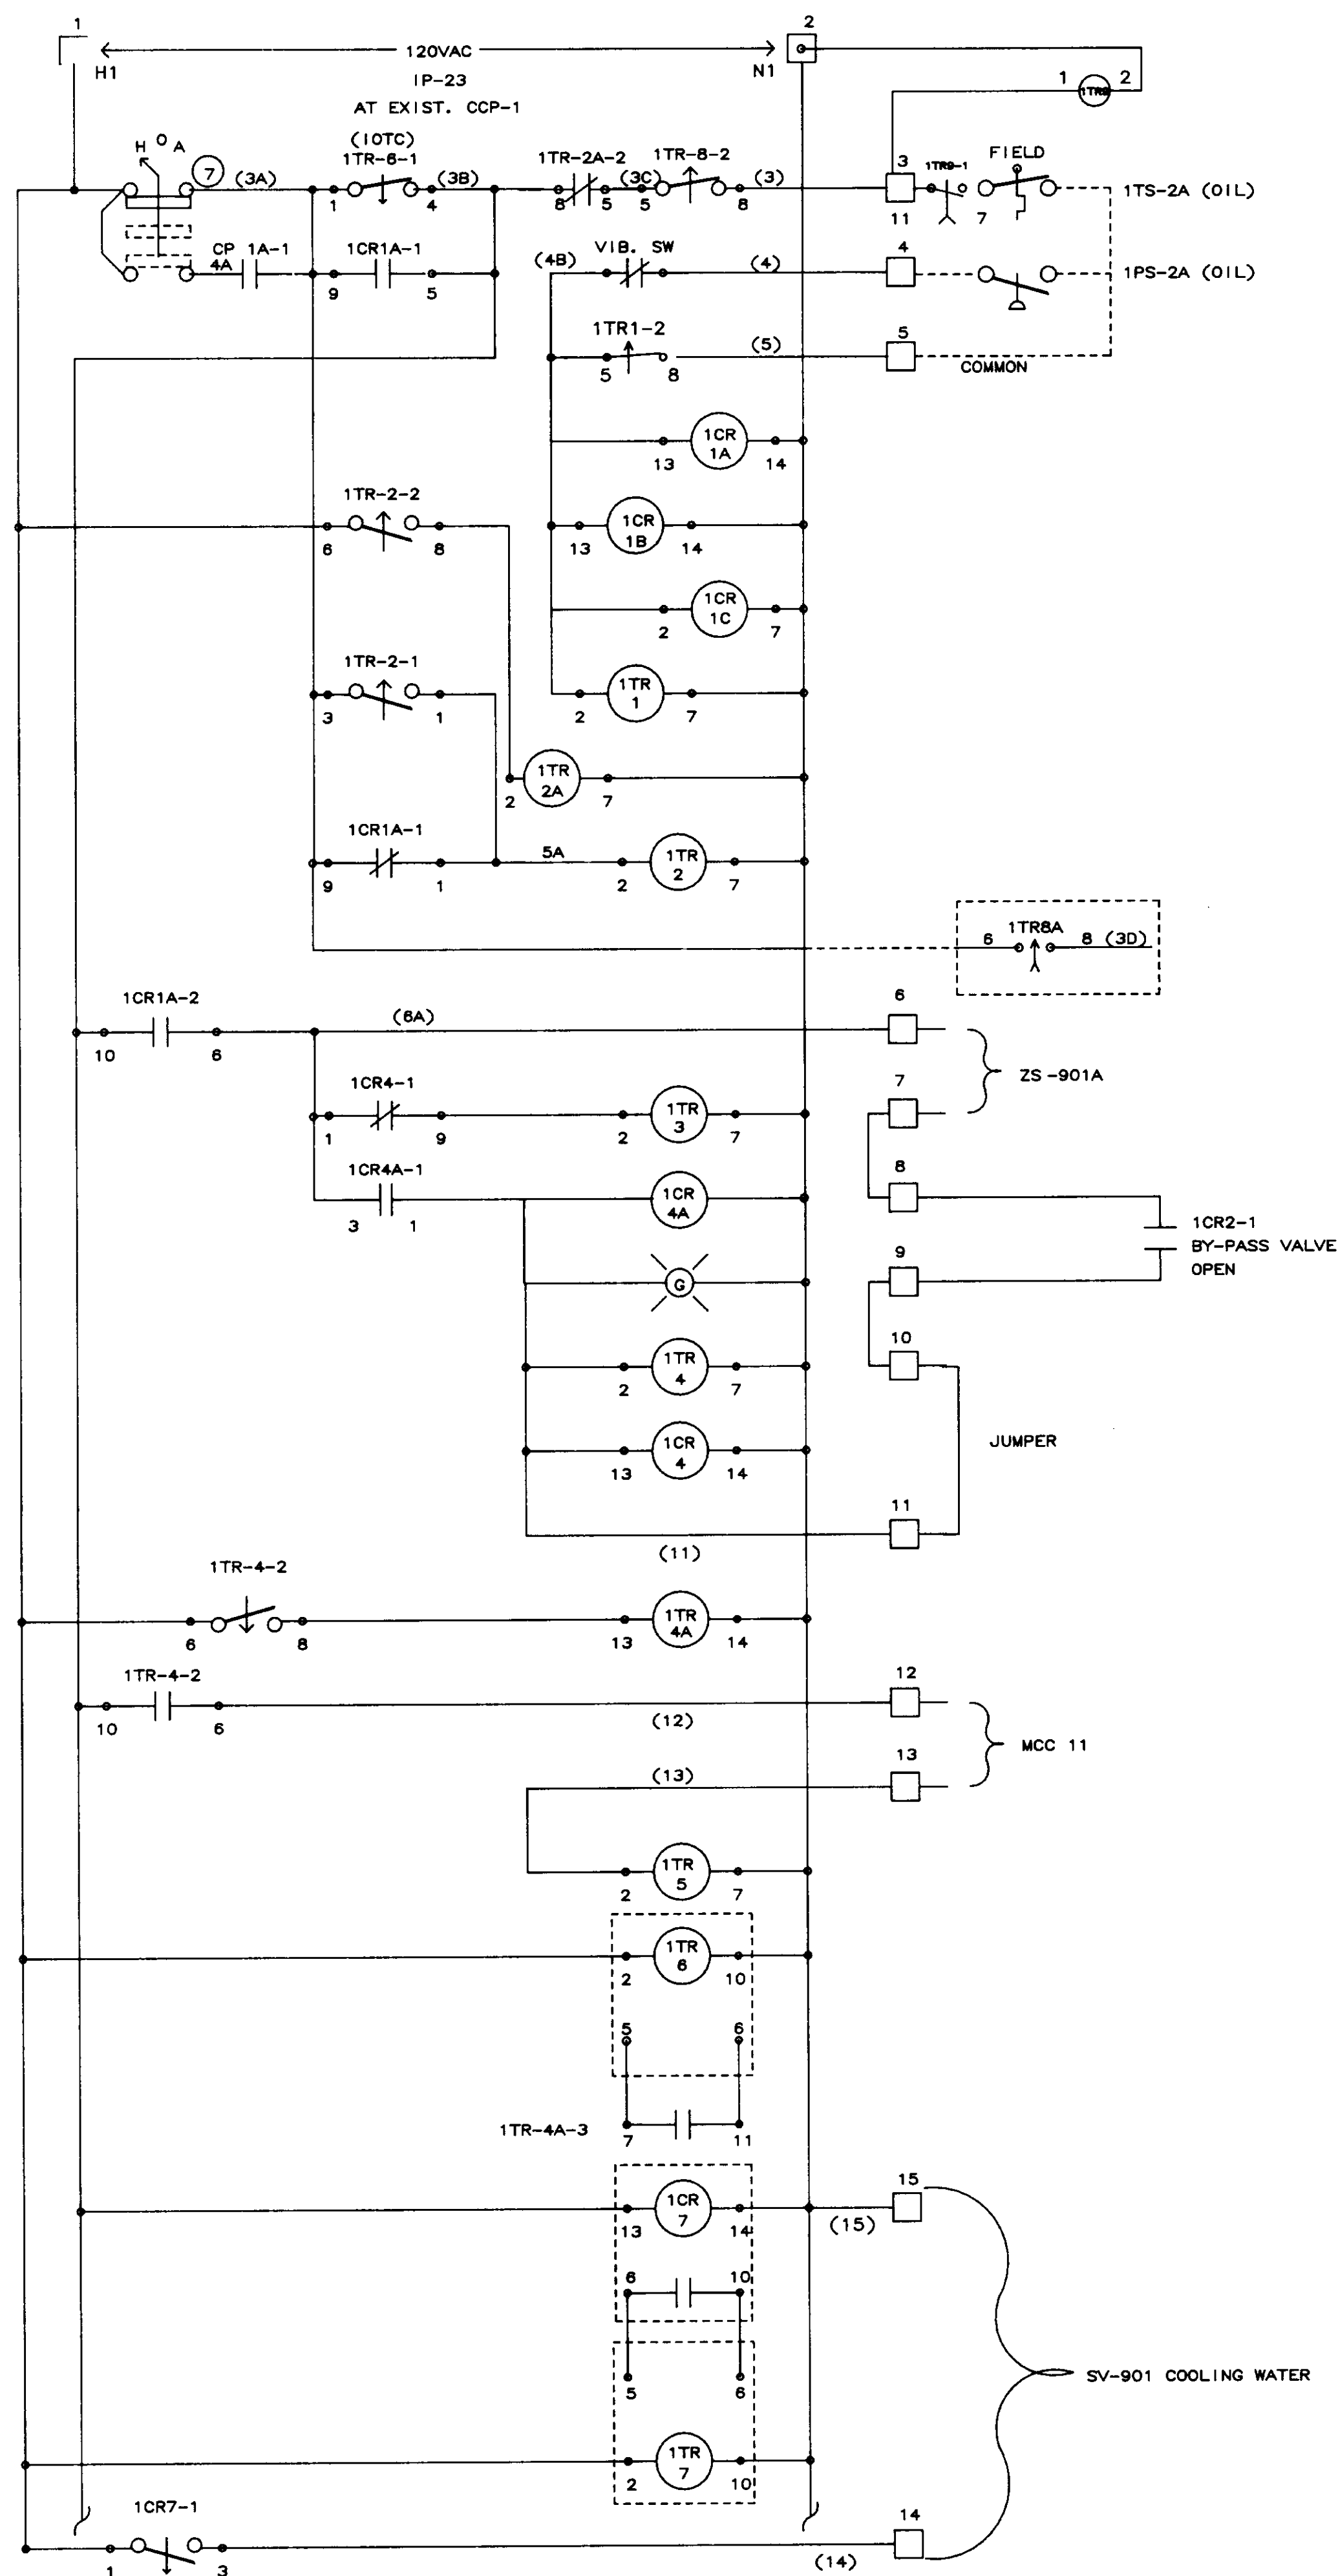 1 2
H1 120VAC N1
IP-23
AT EXIST. CCP-1
1 1TR9 2
H O A
7
(3A)
(10TC)
1TR-6-1
1 4
(3B)
1TR-2A-2
8 5
(3C)
1TR-8-2
5 8
(3)
3
11
1TR9-1
7
FIELD
1TS-2A (OIL)
CP 1A-1
4A
1CR1A-1
9 5
(4B)
VIB. SW
(4)
4
1PS-2A (OIL)
1TR1-2
5 8
(5)
5
COMMON
1CR
1A
13 14
1TR-2-2
6 8
1CR
1B
13 14
1CR
1C
2 7
1TR-2-1
3 1
1TR
1
2 7
1TR
2A
2 7
1CR1A-1
9 1
5A
1TR
2
2 7
1TR8A
6 8 (3D)
1CR1A-2
10 6
(6A)
6
7
ZS-901A
1CR4-1
1 9
1TR
3
2 7
1CR4A-1
3 1
1CR
4A
8
1CR2-1
BY-PASS VALVE
OPEN
9
G
10
1TR
4
2 7
JUMPER
1CR
4
13 14
11
(11)
1TR-4-2
6 8
1TR
4A
13 14
1TR-4-2
10 6
(12)
12
MCC 11
(13)
13
1TR
5
2 7
1TR
6
2 10
5 6
1TR-4A-3
7 11
1CR
7
13 14
(15)
15
6 10
5 6
SV-901 COOLING WATER
1TR
7
2 10
1CR7-1
1 3
(14)
14